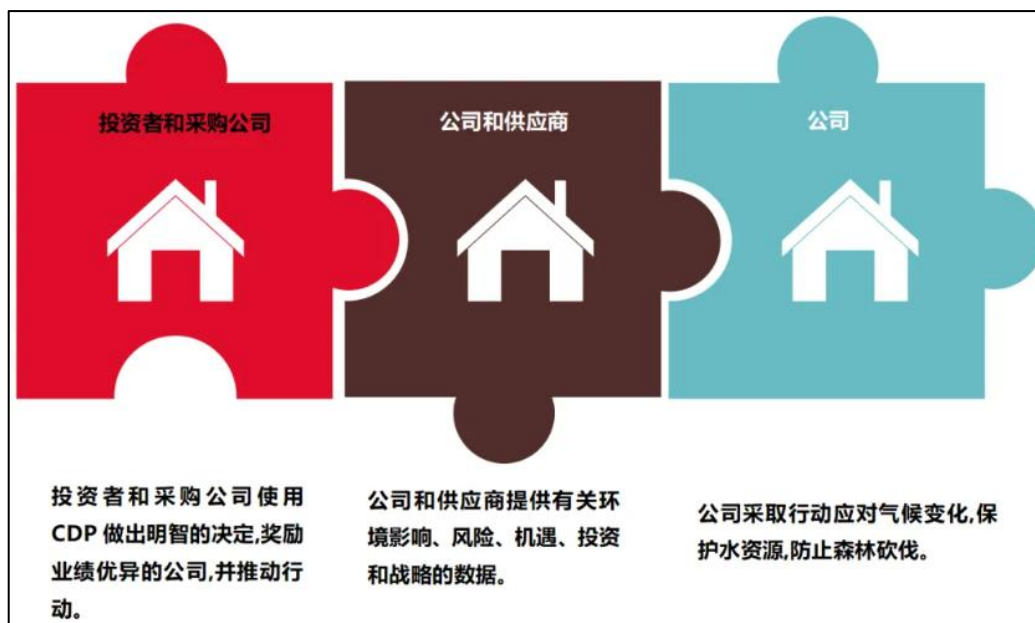 投资者和采购公司
公司和供应商
公司
投资者和采购公司使用
CDP 做出明智的决定,奖励
业绩优异的公司,并推动行
动。
公司和供应商提供有关环
境影响、风险、机遇、投资
和战略的数据。
公司采取行动应对气候变化,保
护水资源,防止森林砍伐。